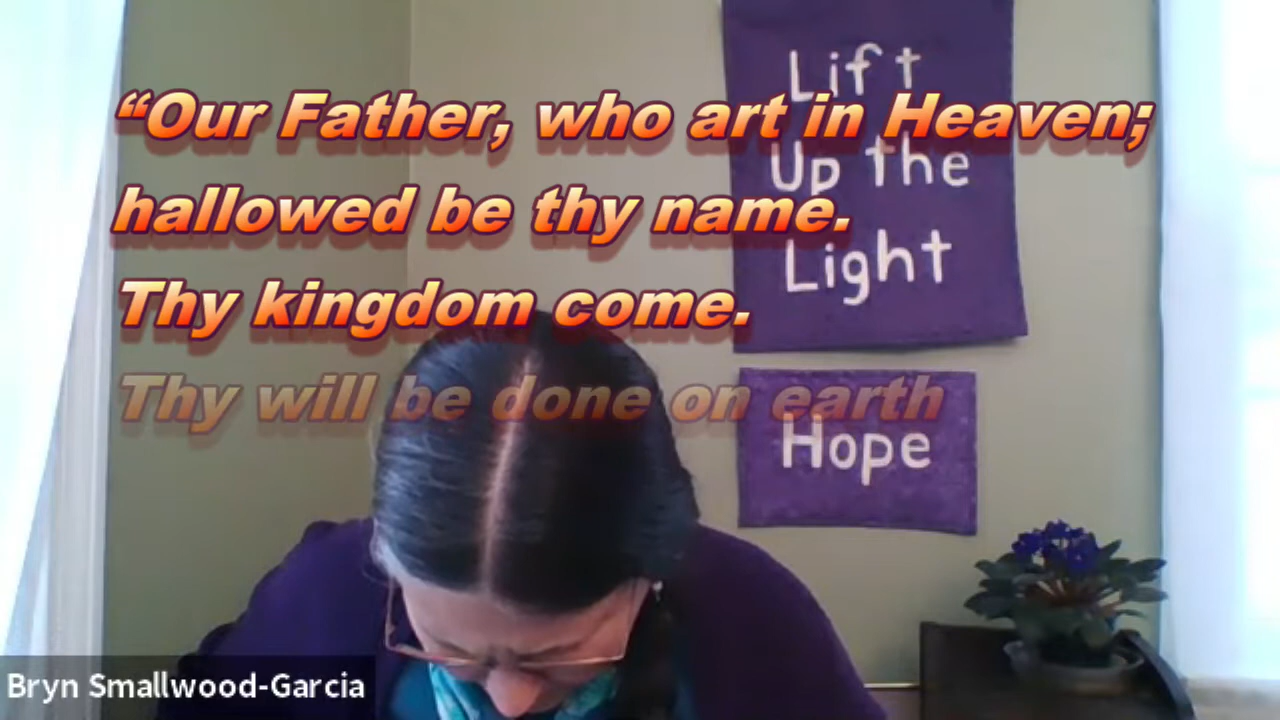 “Our Father, who art in Heaven;
hallowed be thy name.
Thy kingdom come.
Thy will be done on earth
Lift
Up the
Light
Hope
Bryn Smallwood-Garcia